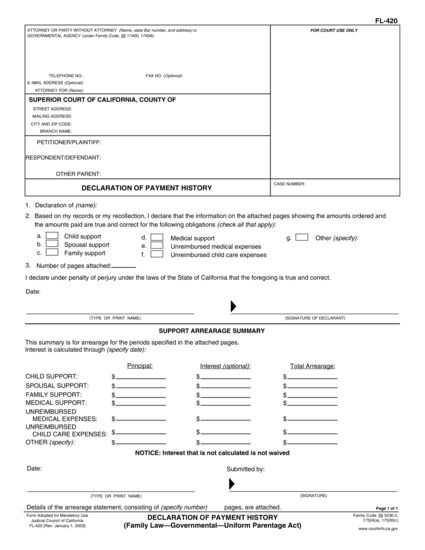 FL-420
ATTORNEY OR PARTY WITHOUT ATTORNEY (Name, state Bar number, and address) or
GOVERNMENTAL AGENCY (under Family Code, §§ 17400, 17406):
FOR COURT USE ONLY
TELEPHONE NO.: FAX NO. (Optional):
E-MAIL ADDRESS (Optional):
ATTORNEY FOR (Name):
SUPERIOR COURT OF CALIFORNIA, COUNTY OF
STREET ADDRESS:
MAILING ADDRESS:
CITY AND ZIP CODE:
BRANCH NAME:
PETITIONER/PLAINTIFF:
RESPONDENT/DEFENDANT:
OTHER PARENT:
DECLARATION OF PAYMENT HISTORY
CASE NUMBER:
1. Declaration of (name):
2. Based on my records or my recollection, I declare that the information on the attached pages showing the amounts ordered and
the amounts paid are true and correct for the following obligations (check all that apply):
a. Child support d. Medical support g. Other (specify):
b. Spousal support e. Unreimbursed medical expenses
c. Family support f. Unreimbursed child care expenses
3. Number of pages attached:
I declare under penalty of perjury under the laws of the State of California that the foregoing is true and correct.
Date:
(TYPE OR PRINT NAME) (SIGNATURE OF DECLARANT)
SUPPORT ARREARAGE SUMMARY
This summary is for arrearage for the periods specified in the attached pages.
Interest is calculated through (specify date):
Principal: Interest (optional): Total Arrearage:
CHILD SUPPORT: $ $ $
SPOUSAL SUPPORT: $ $ $
FAMILY SUPPORT: $ $ $
MEDICAL SUPPORT: $ $ $
UNREIMBURSED
MEDICAL EXPENSES: $ $ $
UNREIMBURSED
CHILD CARE EXPENSES: $ $ $
OTHER (specify): $ $ $
NOTICE: Interest that is not calculated is not waived
Date: Submitted by:
(TYPE OR PRINT NAME) (SIGNATURE)
Details of the arrearage statement, consisting of (specify number) pages, are attached.
Page 1 of 1
Form Adopted for Mandatory Use
Judicial Council of California
FL-420 [Rev. January 1, 2003]
DECLARATION OF PAYMENT HISTORY
(Family Law—Governmental—Uniform Parentage Act)
Family Code, §§ 5230.5,
17524(a), 17526(c)
www.courtinfo.ca.gov